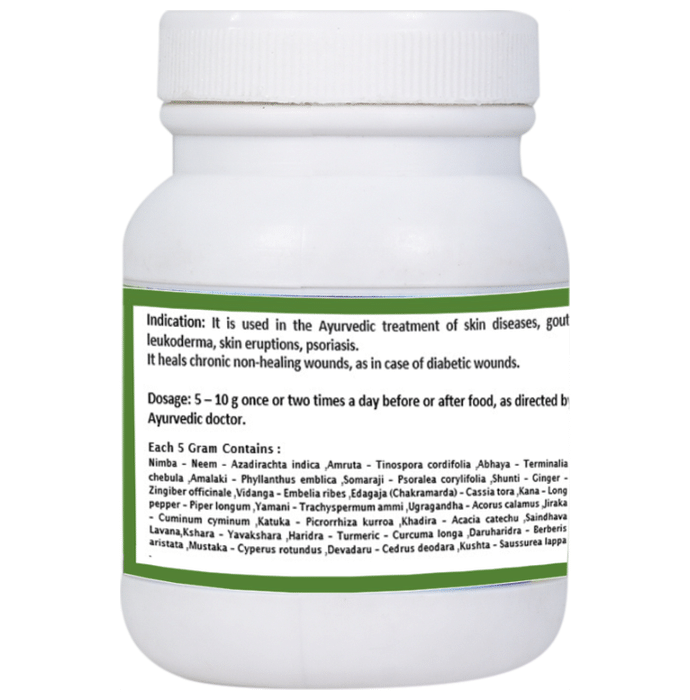 Indication: It is used in the Ayurvedic treatment of skin diseases, gout
leukoderma, skin eruptions, psoriasis.
It heals chronic non-healing wounds, as in case of diabetic wounds.
Dosage: 5 – 10 g once or two times a day before or after food, as directed by
Ayurvedic doctor.
Each 5 Gram Contains :
Nimba - Neem - Azadirachta indica ,Amruta - Tinospora cordifolia ,Abhaya - Terminalia
chebula ,Amalaki - Phyllanthus emblica ,Somaraji - Psoralea corylifolia ,Shunti - Ginger -
Zingiber officinale ,Vidanga - Embelia ribes ,Edagaja (Chakramarda) - Cassia tora ,Kana - Long
pepper - Piper longum ,Yamani - Trachyspermum ammi ,Ugragandha - Acorus calamus ,Jiraka
- Cuminum cyminum ,Katuka - Picrorrhiza kurroa ,Khadira - Acacia catechu ,Saindhava
Lavana,Kshara - Yavakshara ,Haridra - Turmeric - Curcuma longa ,Daruharidra - Berberis
aristata ,Mustaka - Cyperus rotundus ,Devadaru - Cedrus deodara ,Kushta - Saussurea lappa
.